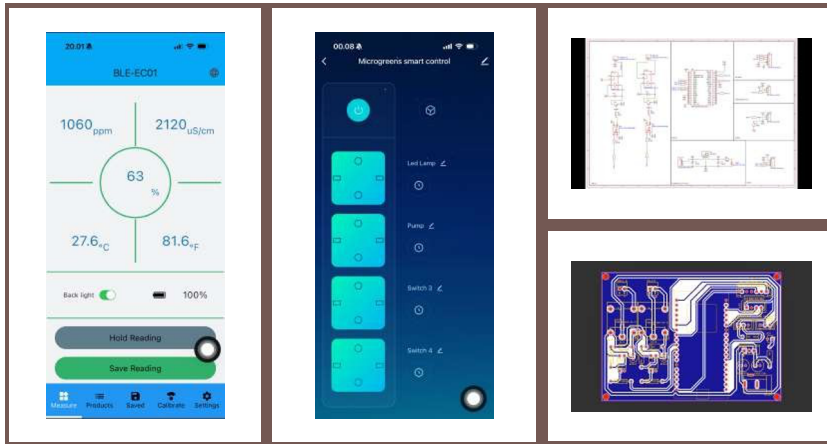 20.01
BLE-EC01
1060ppm
2120uS/cm
63
%
27.6°C
81.6°F
Back light
100%
Hold Reading
Save Reading
Measure
Products
Saved
Calibrate
Settings
00.08
Microgreens smart control
Led Lamp
Pump
Switch 3
Switch 4